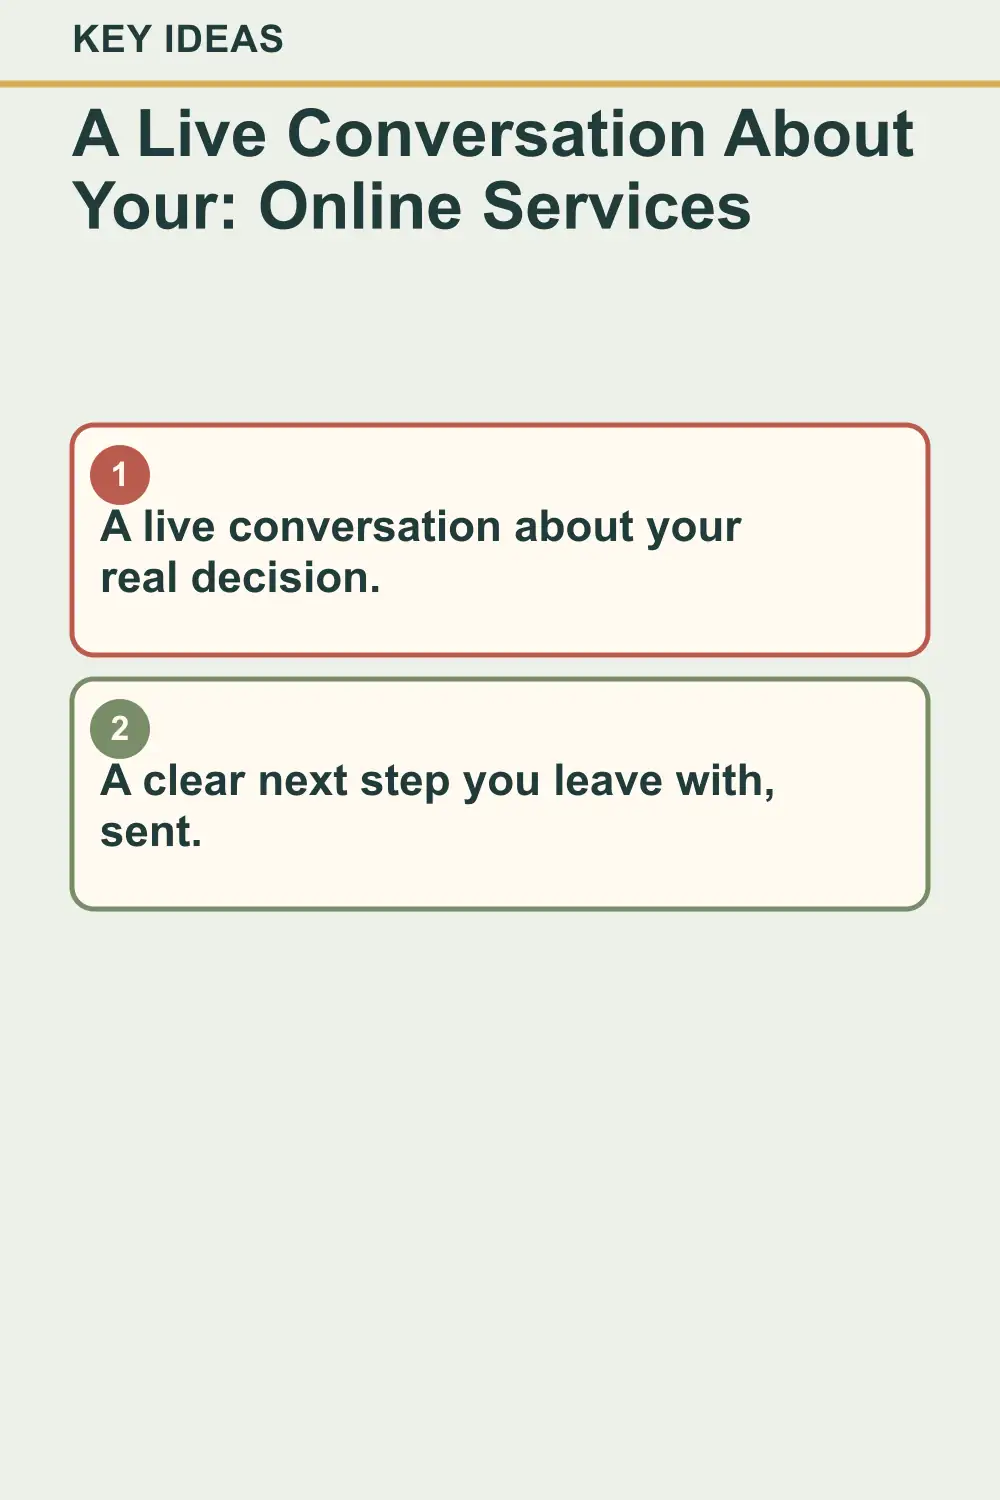 KEY IDEAS
A Live Conversation About
Your: Online Services
1
A live conversation about your
real decision.
2
A clear next step you leave with,
sent.